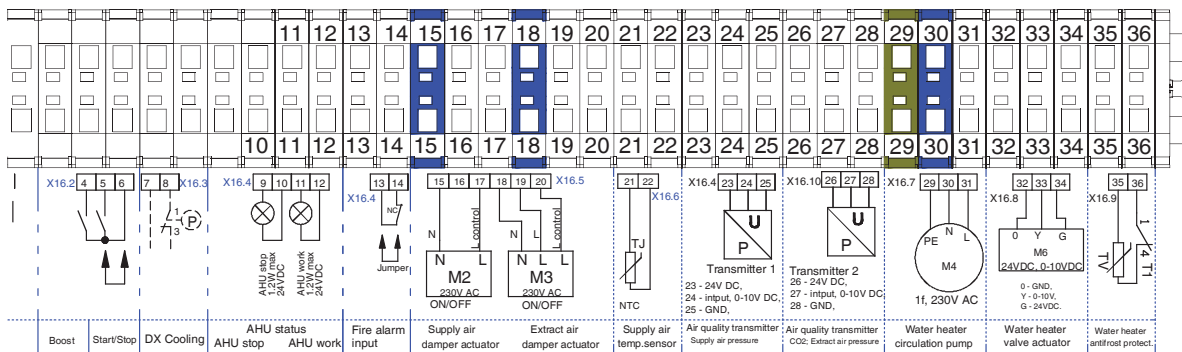 11 12 13 14 15 16 17 18 19 20 21 22 23 24 25 26 27 28 29 30 31 32 33 34 35 36
10 11 12 13 14 15 16 17 18 19 20 21 22 23 24 25 26 27 28 29 30 31 32 33 34 35 36
X16.2 4 5 6
7 8 X16.3
1
3
P
X16.4 9 10 11 12
AHU stop
1.2W max
24VDC
AHU work
1.2W max
24VDC
13 14
X16.4
NC
Jumper
15 16 17 18 19 20 X16.5
N
L control
N
L
L control
N L
M2
230V AC
ON/OFF
N L
M3
230V AC
ON/OFF
21 22
X16.6
TJ
NTC
X16.4 23 24 25
U
P
Transmitter 1
23 - 24V DC,
24 - intput, 0-10V DC,
25 - GND,
X16.10 26 27 28
U
P
Transmitter 2
26 - 24V DC,
27 - intput, 0-10V DC,
28 - GND,
X16.7 29 30 31
PE
N
L
M4
1f, 230V AC
32 33 34
X16.8
0 Y G
M6
24VDC, 0-10VDC
0 - GND,
Y - 0-10V,
G - 24VDC.
35 36
X16.9
TV
1
4
T1
Boost
Start/Stop
DX Cooling
AHU status
AHU stop AHU work
Fire alarm
input
Supply air
damper actuator
Extract air
damper actuator
Supply air
temp.sensor
Air quality transmitter
Supply air pressure
Air quality transmitter
CO2; Extract air pressure
Water heater
circulation pump
Water heater
valve actuator
Water heater
antifrost protect.